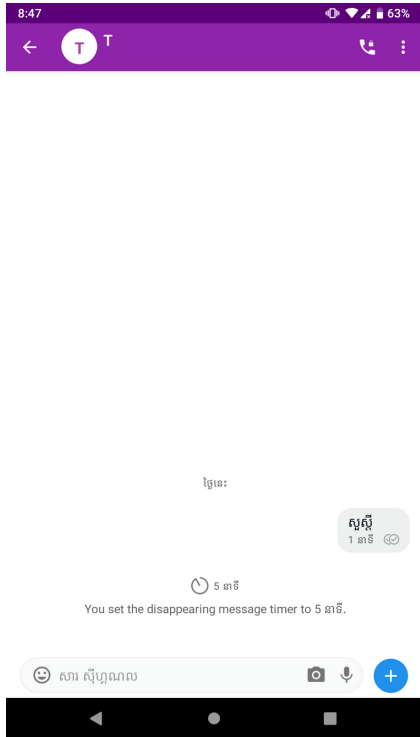 8:47
63%
T
T
ថ្ងៃនេះ
សួស្តី
1 នាទី
5 នាទី
You set the disappearing message timer to 5 នាទី.
សារ ស៊ីហ្គណល